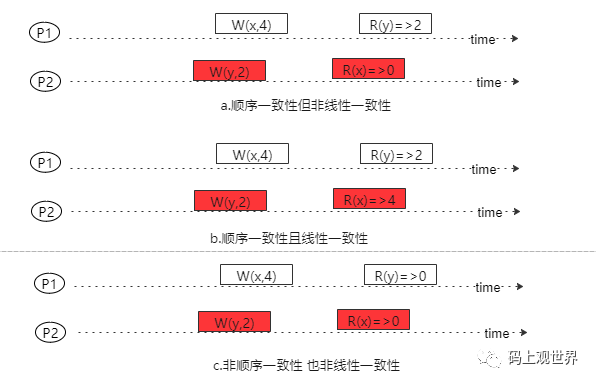 P1 W(x,4) R(y)=>2 time
P2 W(y,2) R(x)=>0 time
a.顺序一致性但非线性一致性
P1 W(x,4) R(y)=>2 time
P2 W(y,2) R(x)=>4 time
b.顺序一致性且线性一致性
P1 W(x,4) R(y)=>0 time
P2 W(y,2) R(x)=>0 time
c.非顺序一致性 也非线性一致性
码上观世界